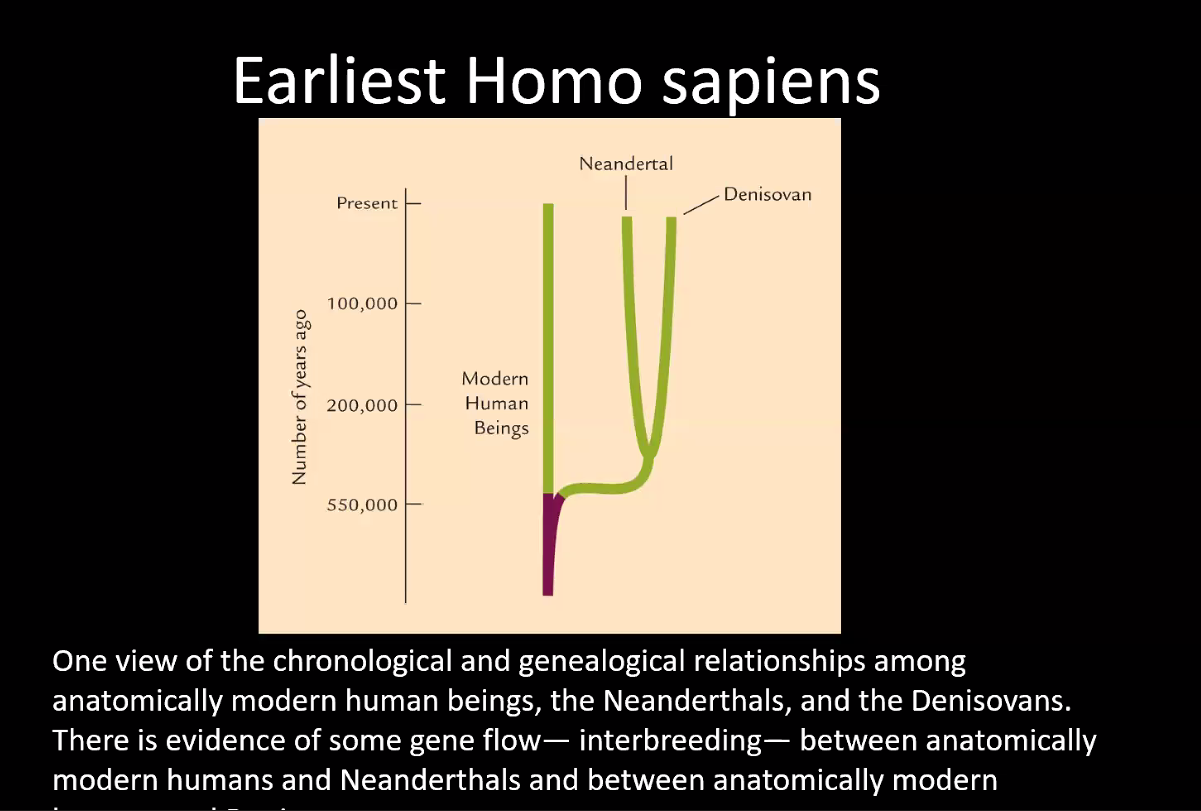 Earliest Homo sapiens
Neandertal
Denisovan
Present
100,000
Number of years ago
Modern
Human
Beings
200,000
550,000
One view of the chronological and genealogical relationships among
anatomically modern human beings, the Neanderthals, and the Denisovans.
There is evidence of some gene flow— interbreeding— between anatomically
modern humans and Neanderthals and between anatomically modern